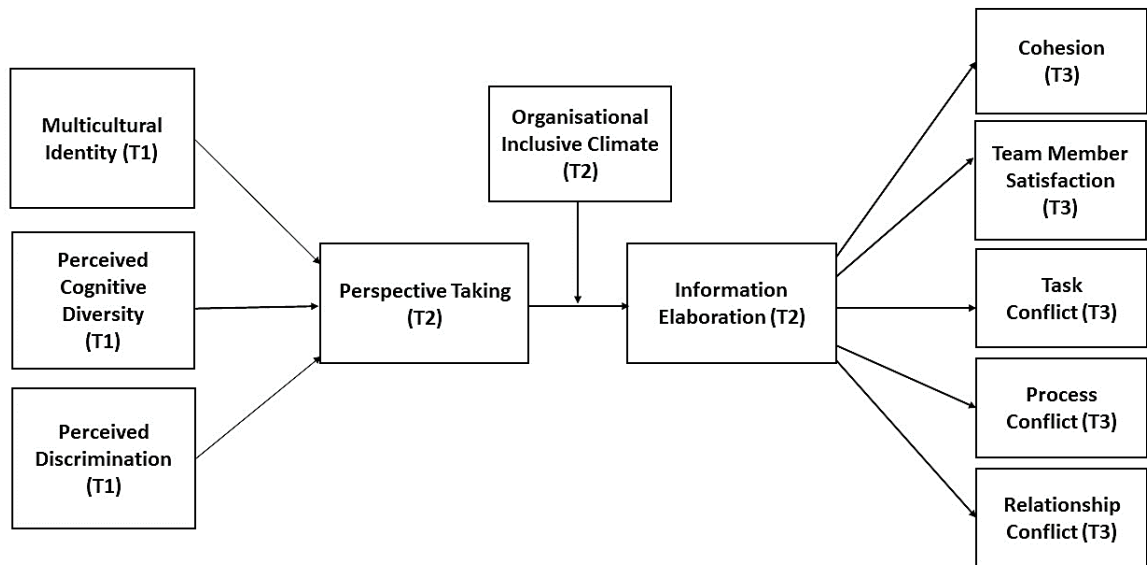 Multicultural
Identity (T1)
Perceived
Cognitive
Diversity
(T1)
Perceived
Discrimination
(T1)
Perspective Taking
(T2)
Organisational
Inclusive Climate
(T2)
Information
Elaboration (T2)
Cohesion
(T3)
Team Member
Satisfaction
(T3)
Task
Conflict (T3)
Process
Conflict (T3)
Relationship
Conflict (T3)